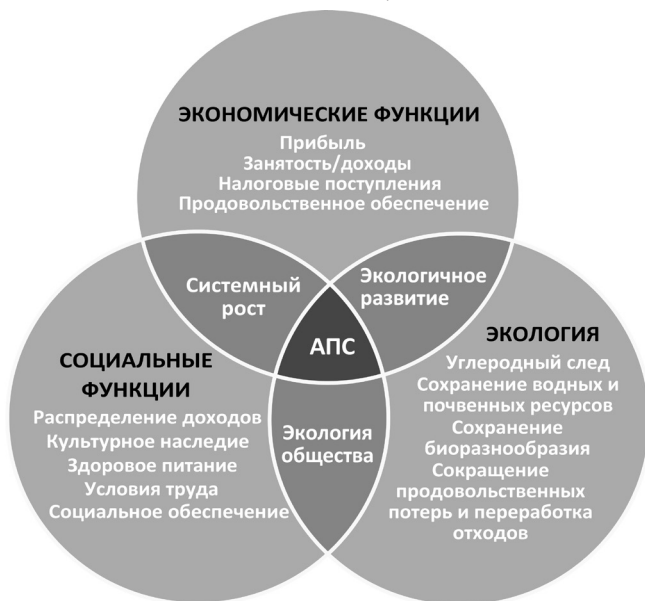 ЭКОНОМИЧЕСКИЕ ФУНКЦИИ
Прибыль
Занятость/доходы
Налоговые поступления
Продовольственное обеспечение
Системный
рост
Экологичное
развитие
АПС
СОЦИАЛЬНЫЕ
ФУНКЦИИ
Распределение доходов
Культурное наследие
Здоровое питание
Условия труда
Социальное обеспечение
Экология
общества
ЭКОЛОГИЯ
Углеродный след
Сохранение водных и
почвенных ресурсов
Сохранение
биоразнообразия
Сокращение
продовольственных
потерь и переработка
отходов